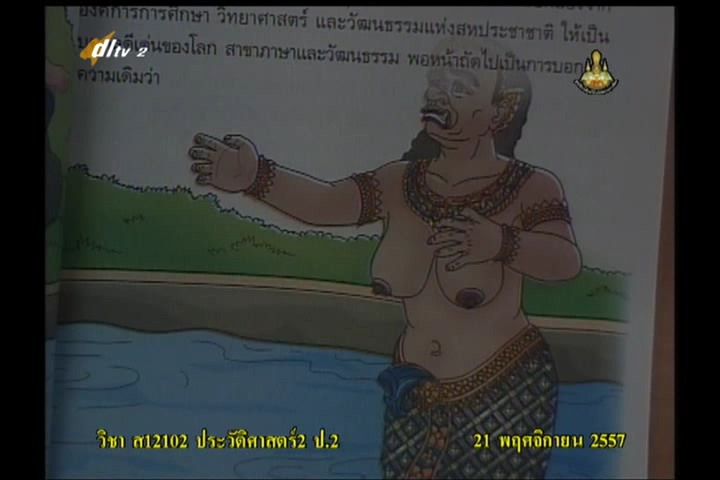 องค์การการศึกษา วิทยาศาสตร์ และวัฒนธรรมแห่งสหประชาชาติ ให้เป็น
ดีเด่นของโลก สาขาภาษาและวัฒนธรรม พอหน้าถัดไปเป็นการบอก
ความเดิมว่า
dltv 2
วิชา ส12102 ประวัติศาสตร์2 ป.2
21 พฤศจิกายน 2557